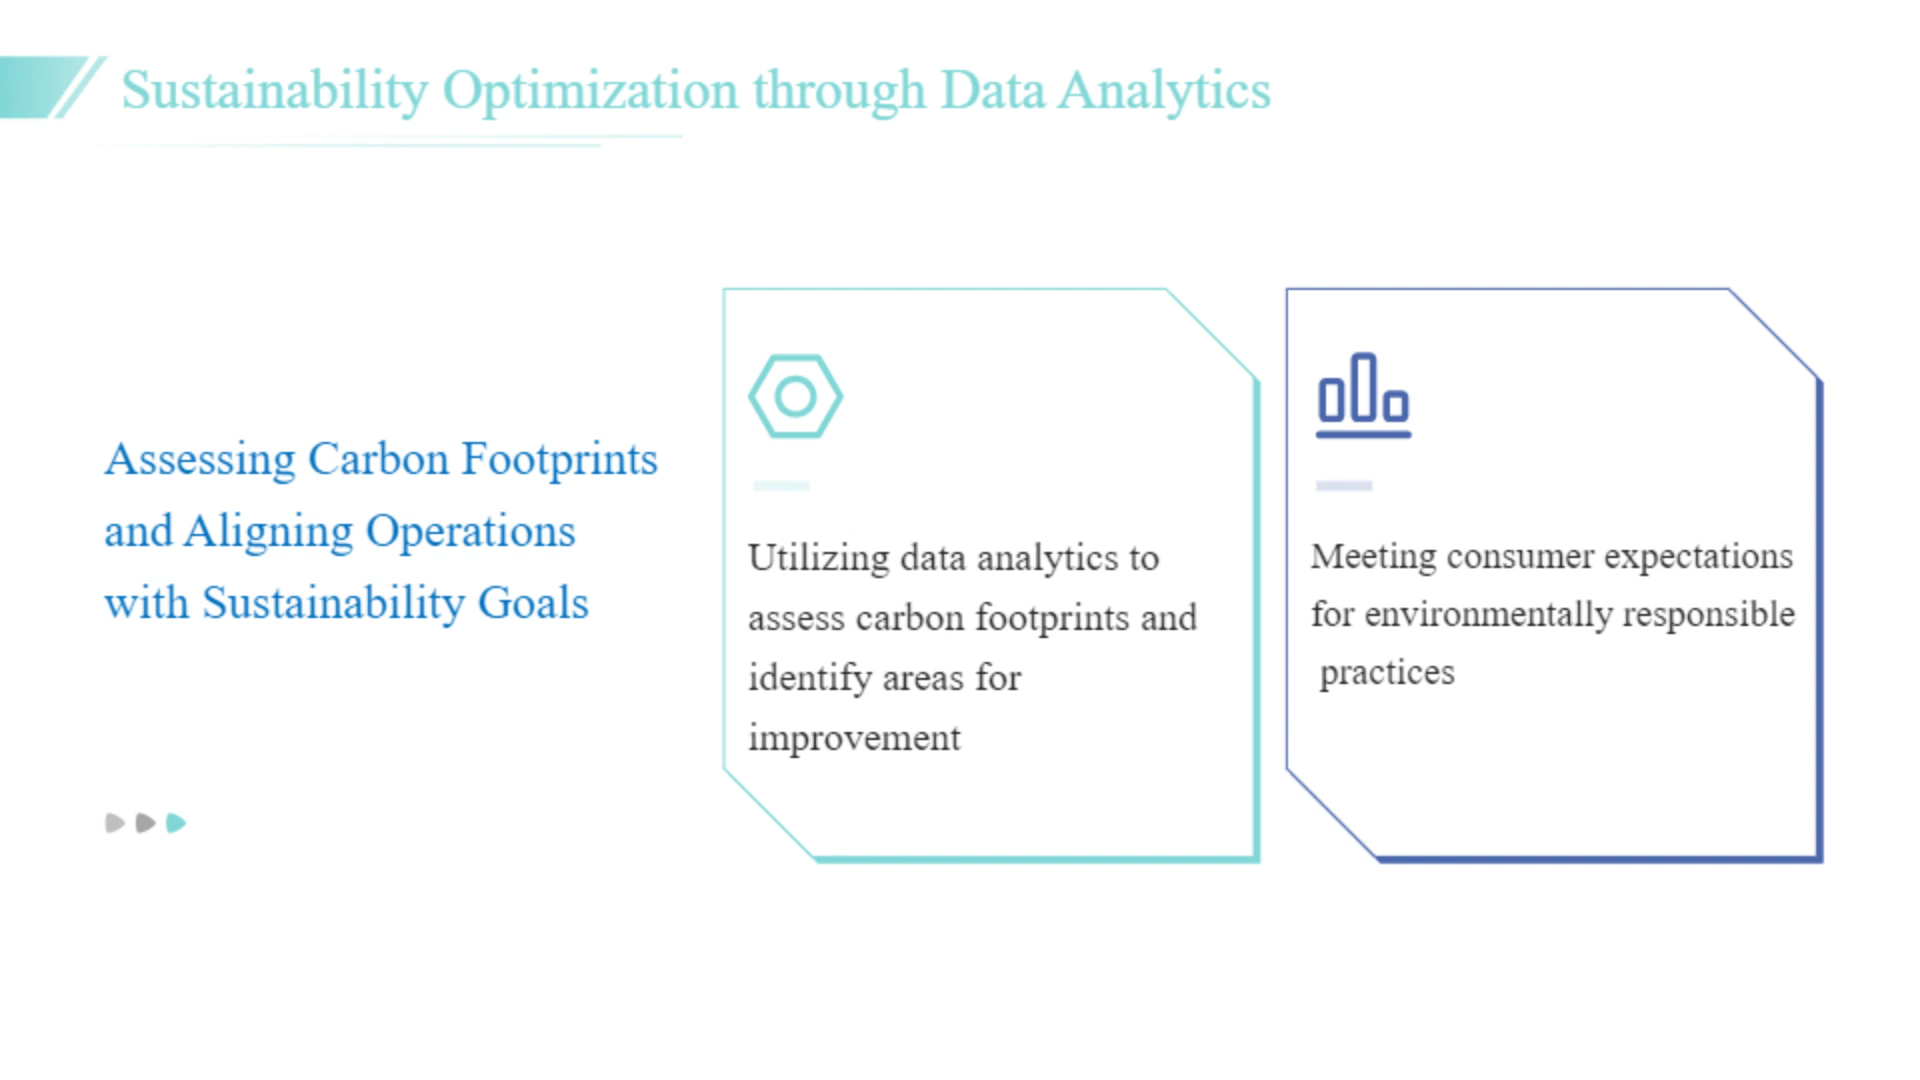 Sustainability Optimization through Data Analytics
Assessing Carbon Footprints
and Aligning Operations
with Sustainability Goals
Utilizing data analytics to
assess carbon footprints and
identify areas for
improvement
Meeting consumer expectations
for environmentally responsible
practices